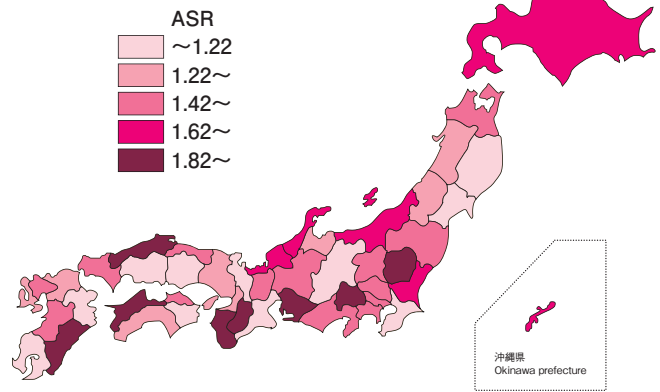 ASR
〜1.22
1.22〜
1.42〜
1.62〜
1.82〜
沖縄県
Okinawa prefecture